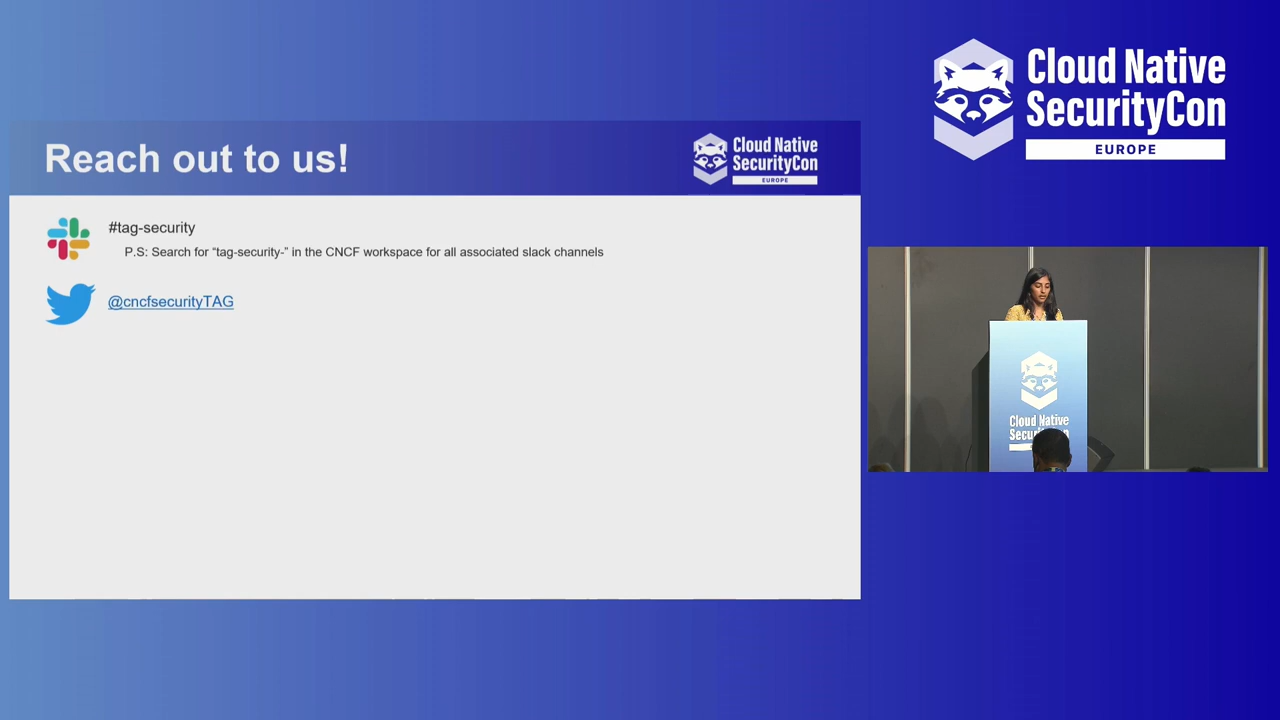 Cloud Native
SecurityCon
EUROPE
Reach out to us!
Cloud Native
SecurityCon
EUROPE
#tag-security
P.S: Search for “tag-security-” in the CNCF workspace for all associated slack channels
@cncfsecurityTAG
Cloud Native